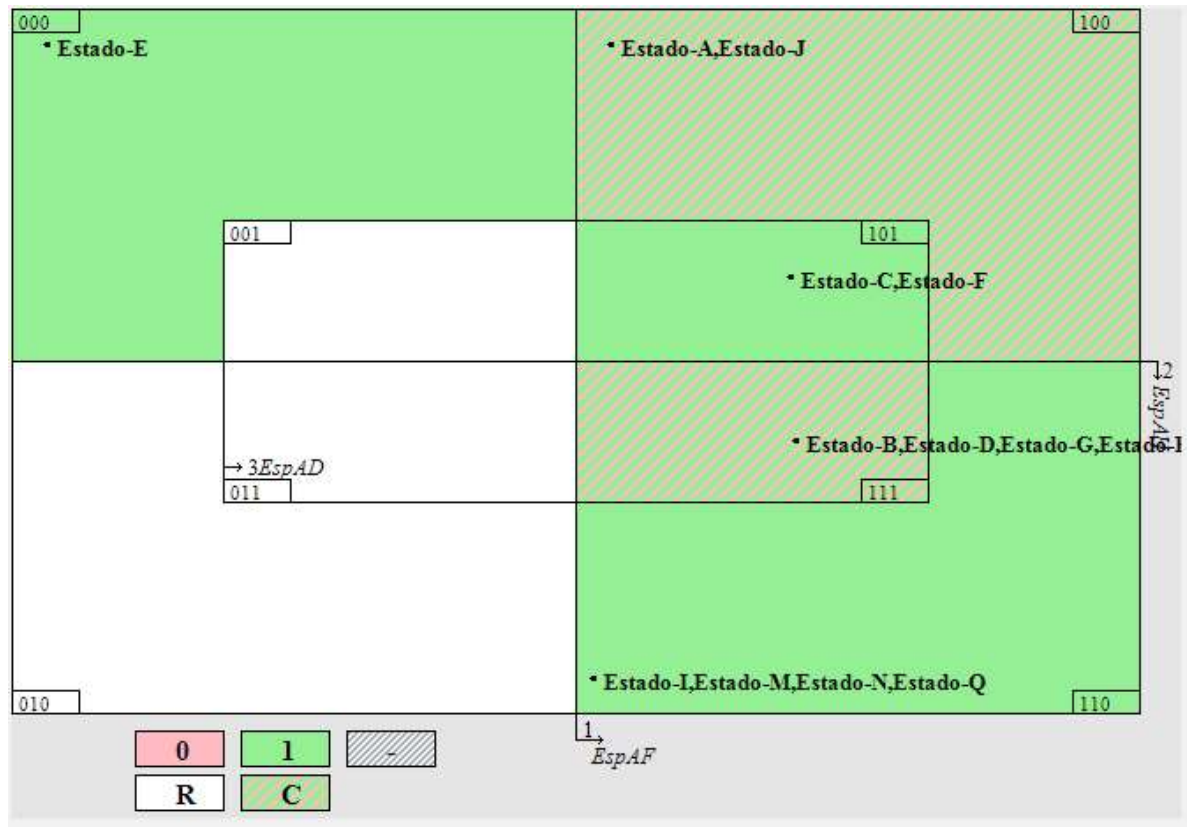 000 100
Estado-E Estado-A,Estado-J
001 101
Estado-C,Estado-F
2
Estado-B,Estado-D,Estado-G,
3EspAD
011 111
Estado-I,Estado-M,Estado-N,Estado-Q
010 110
1
EspAF
0 1 -
R C